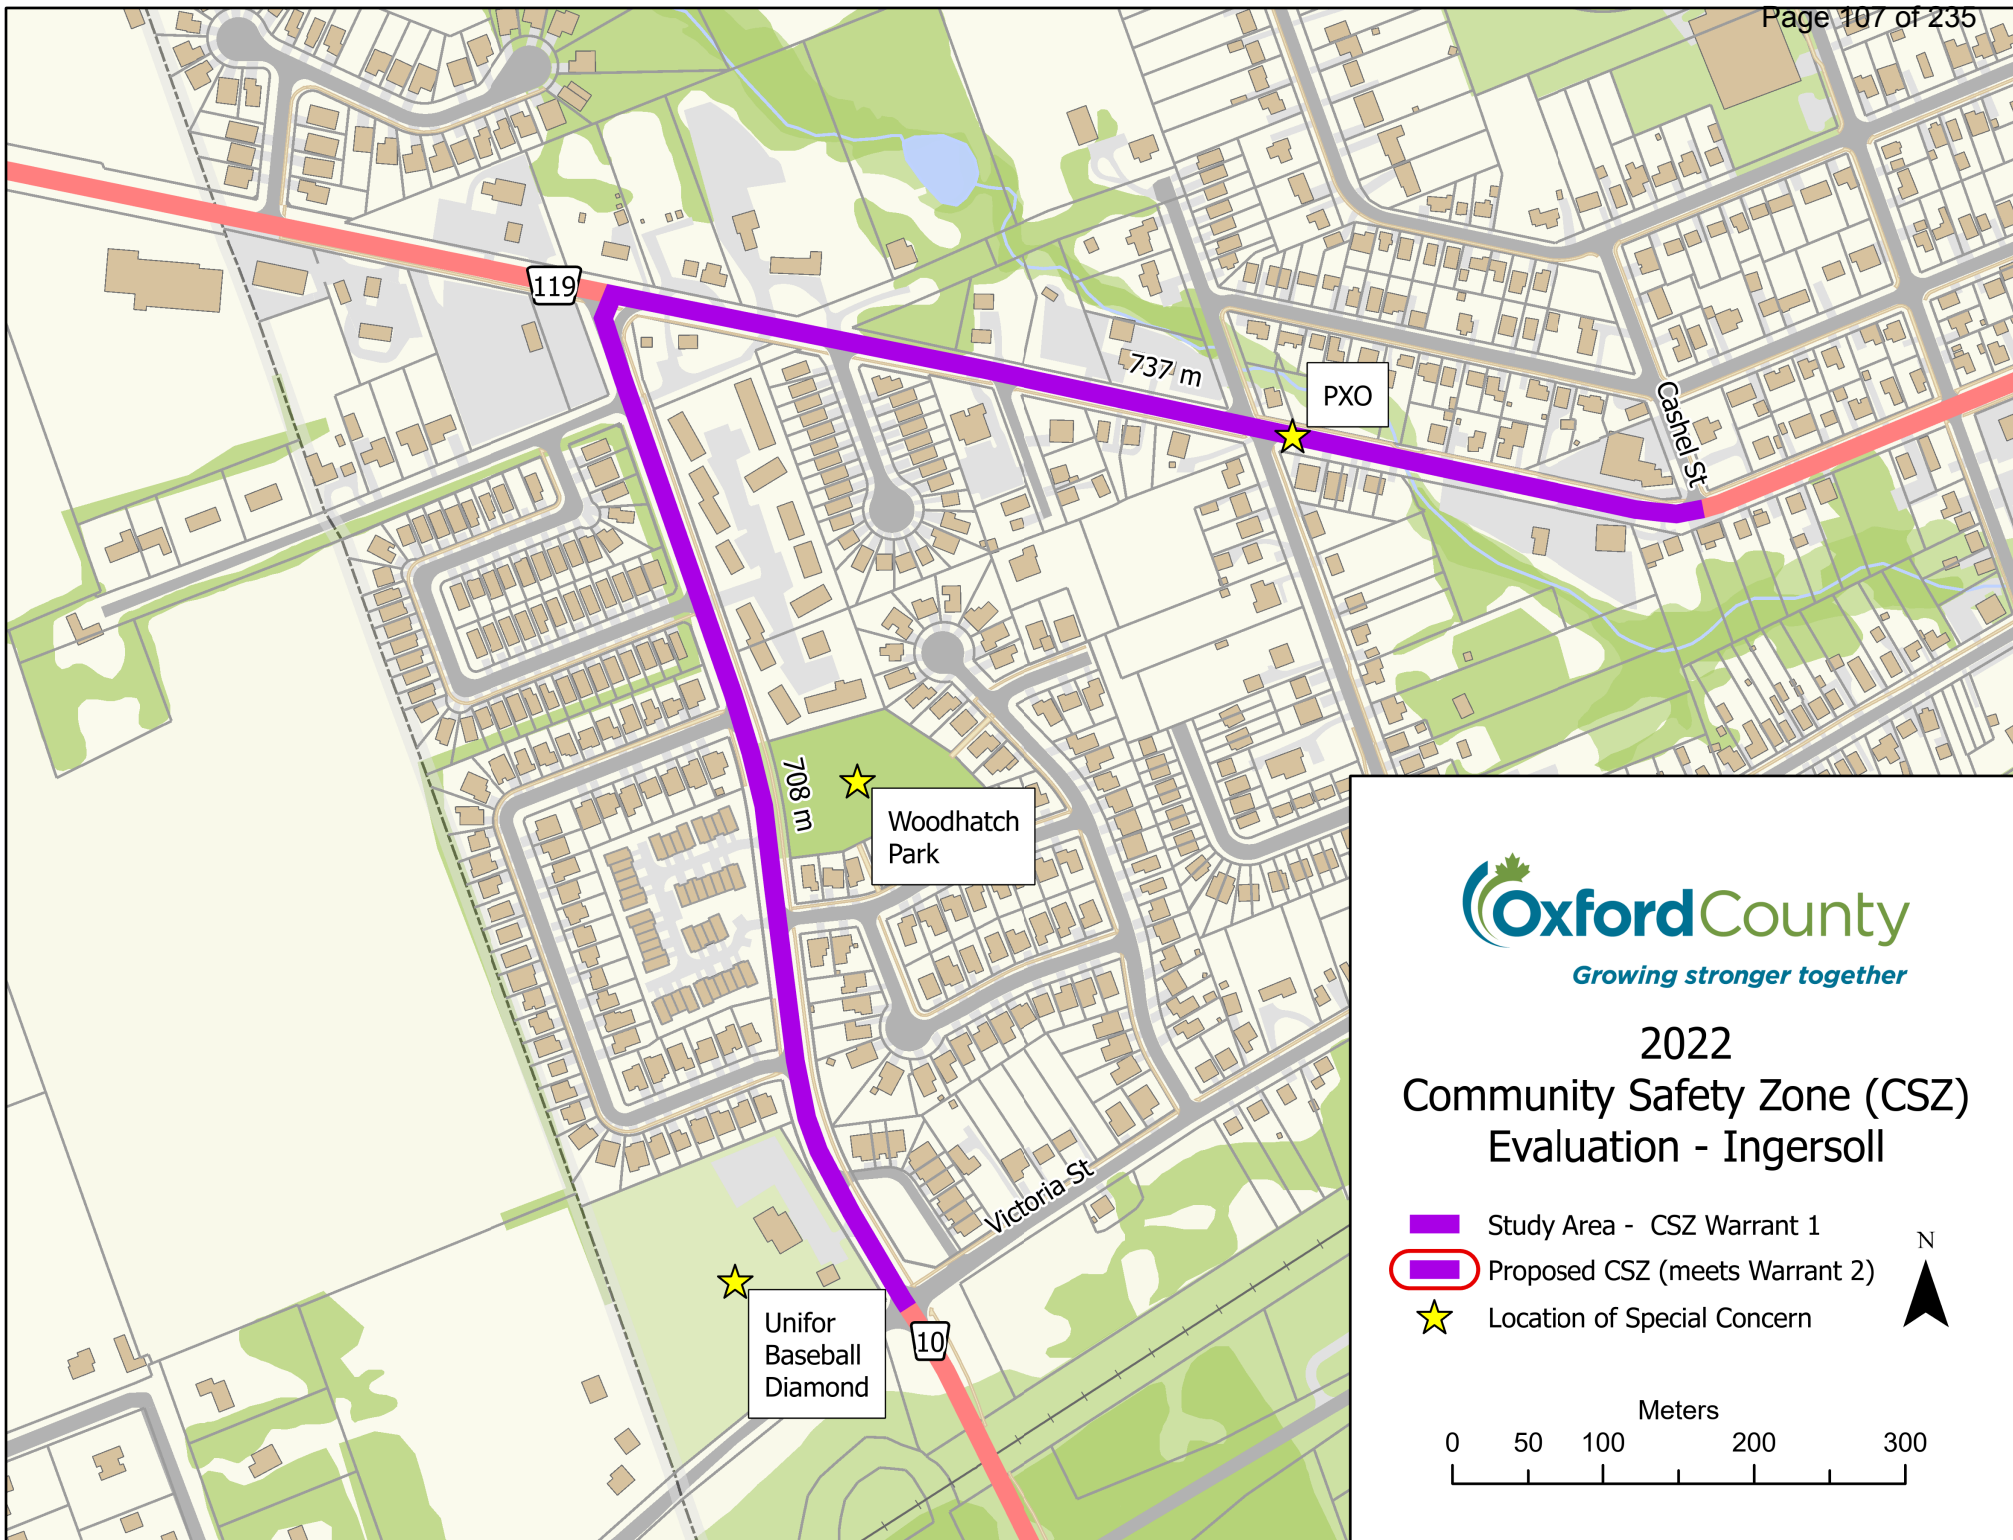 Page 107 of 235
119
737 m
PXO
Cashel St
708 m
Woodhatch
Park
Victoria St
Unifor
Baseball
Diamond
10
OxfordCounty
Growing stronger together
2022
Community Safety Zone (CSZ)
Evaluation - Ingersoll
Study Area - CSZ Warrant 1
Proposed CSZ (meets Warrant 2)
Location of Special Concern
N
Meters
0 50 100 200 300